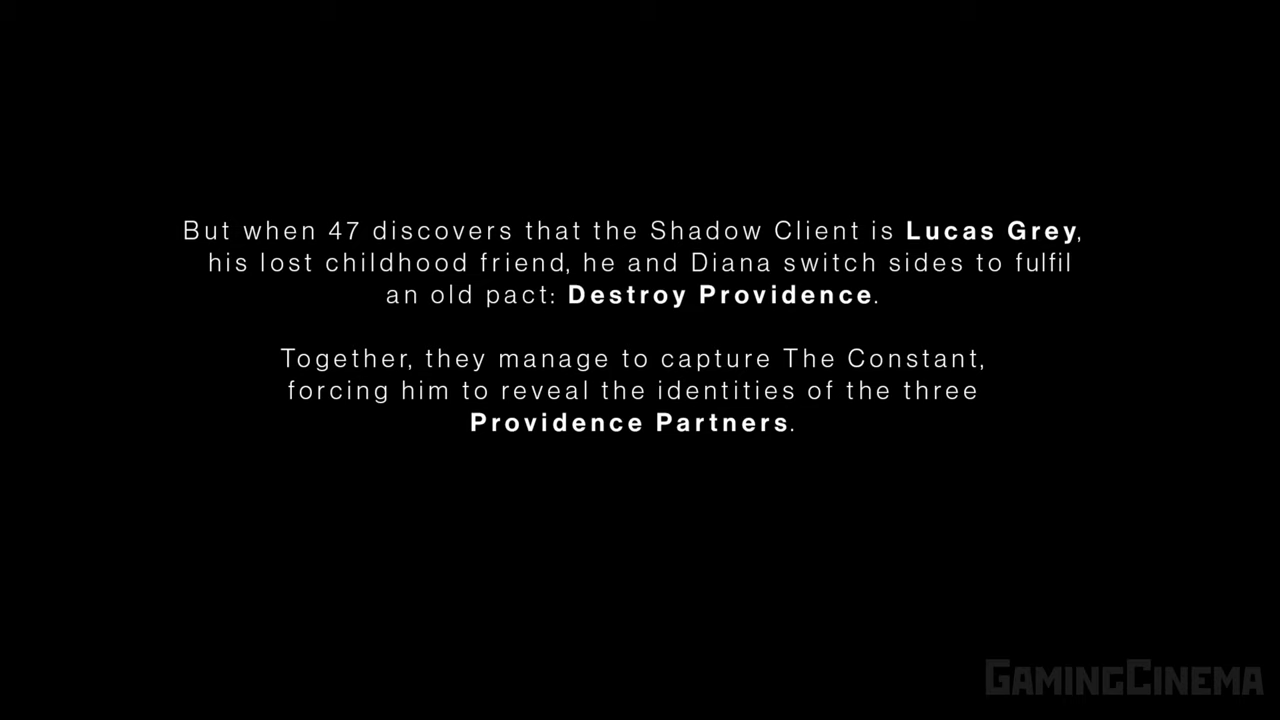 But when 47 discovers that the Shadow Client is Lucas Grey,
his lost childhood friend, he and Diana switch sides to fulfil
an old pact: Destroy Providence.
Together, they manage to capture The Constant,
forcing him to reveal the identities of the three
Providence Partners.
GAMINGCINEMA